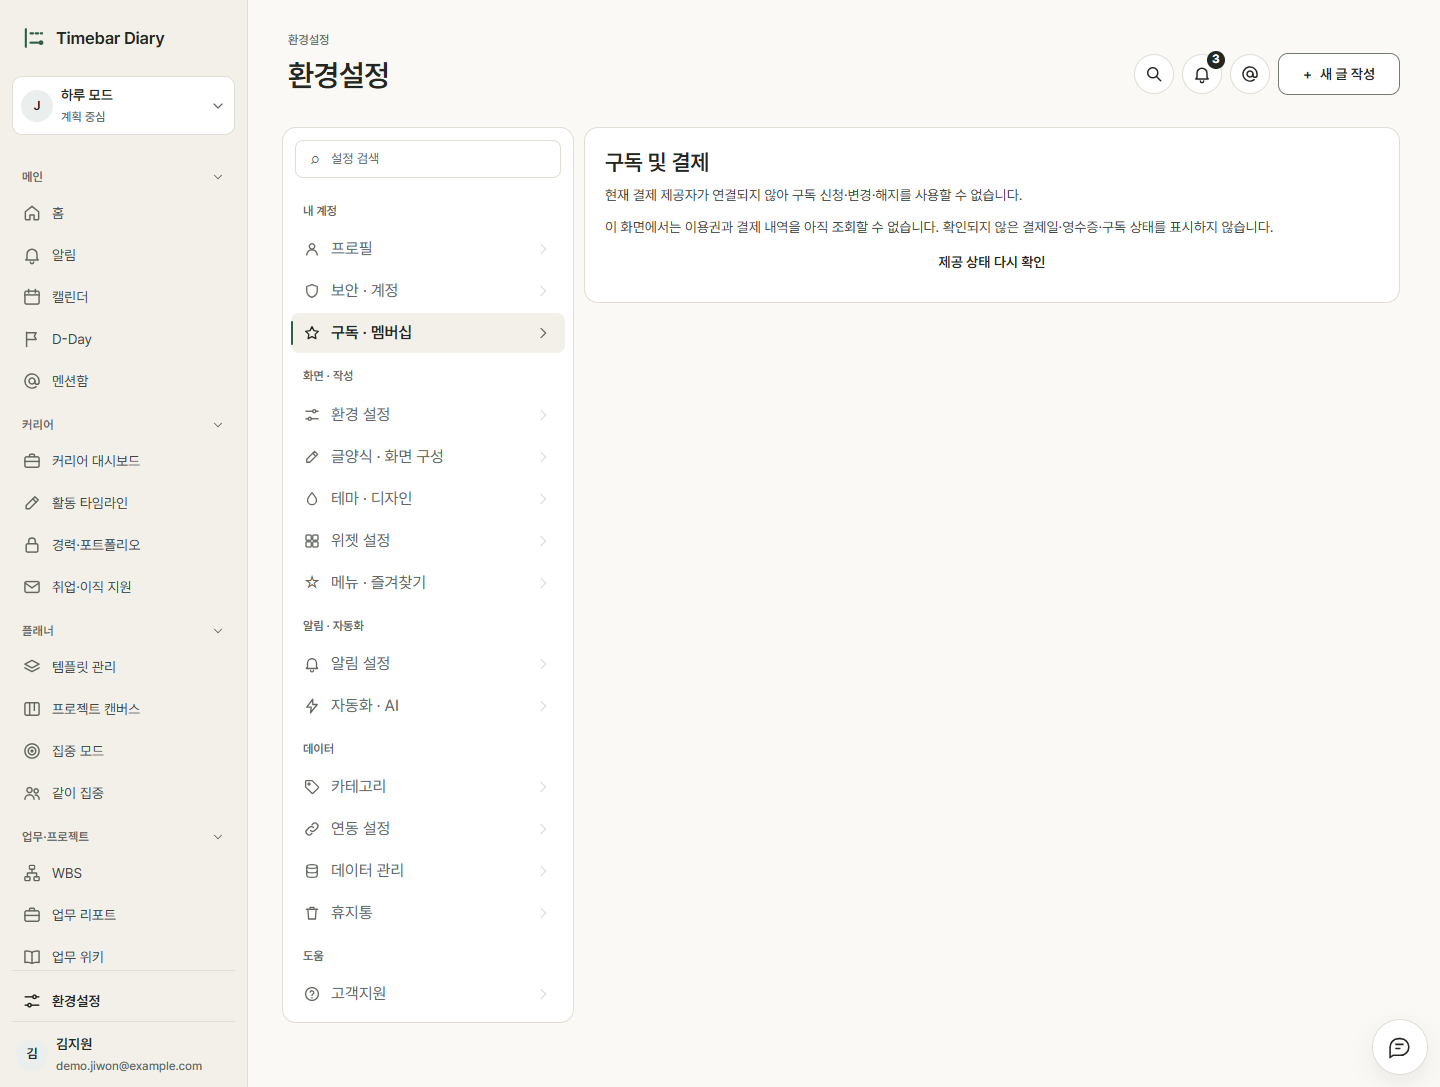 Timebar Diary
J
하루 모드
계획 중심
메인
홈
알림
캘린더
D-Day
멘션함
커리어
커리어 대시보드
활동 타임라인
경력·포트폴리오
취업·이직 지원
플래너
템플릿 관리
프로젝트 캔버스
집중 모드
같이 집중
업무·프로젝트
WBS
업무 리포트
업무 위키
환경설정
김
김지원
demo.jiwon@example.com
환경설정
환경설정
3
+ 새 글 작성
설정 검색
내 계정
프로필
보안 · 계정
구독 · 멤버십
화면 · 작성
환경 설정
글양식 · 화면 구성
테마 · 디자인
위젯 설정
메뉴 · 즐겨찾기
알림 · 자동화
알림 설정
자동화 · AI
데이터
카테고리
연동 설정
데이터 관리
휴지통
도움
고객지원
구독 및 결제
현재 결제 제공자가 연결되지 않아 구독 신청·변경·해지를 사용할 수 없습니다.
이 화면에서는 이용권과 결제 내역을 아직 조회할 수 없습니다. 확인되지 않은 결제일·영수증·구독 상태를 표시하지 않습니다.
제공 상태 다시 확인